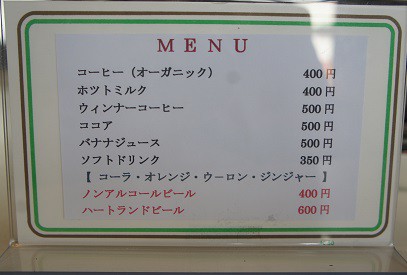 MENU
コーヒー（オーガニック） 400円
ホツトミルク 400円
ウィンナーコーヒー 500円
ココア 500円
バナナジュース 500円
ソフトドリンク 350円
【 コーラ・オレンジ・ウーロン・ジンジャー 】
ノンアルコールビール 400円
ハートランドビール 600円